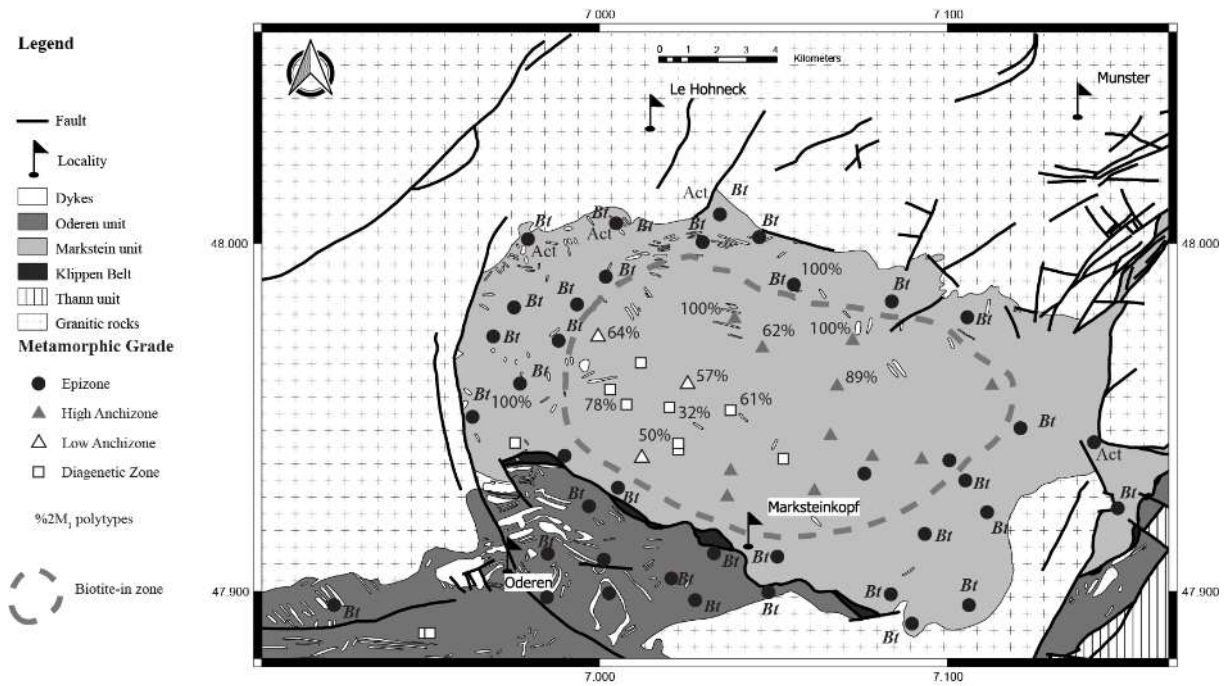 Legend
Fault
Locality
Dykes
Oderen unit
Markstein unit
Klippen Belt
Thann unit
Granitic rocks
Metamorphic Grade
Epizone
High Anchizone
Low Anchizone
Diagenetic Zone
%2M1 polytypes
Biotite-in zone
7.000 7.100
0 1 2 3 4 Kilometers
Le Hohneck
Munster
Act Bt
Bt Bt Bt Bt Bt
Act
48.000 Act 48.000
Bt 100% Bt
Bt Bt 100% Bt
64% 62% 100%
Bt Bt
57% 89%
Bt
Bt 100% 78% 32% 61%
Bt
50% Act
Bt
Bt Bt
Bt Marksteinkopf Bt Bt
Bt
Bt Bt Bt Bt
Oderen Bt
47.900 Bt Bt 47.900
Bt Bt Bt
Bt
7.000 7.100